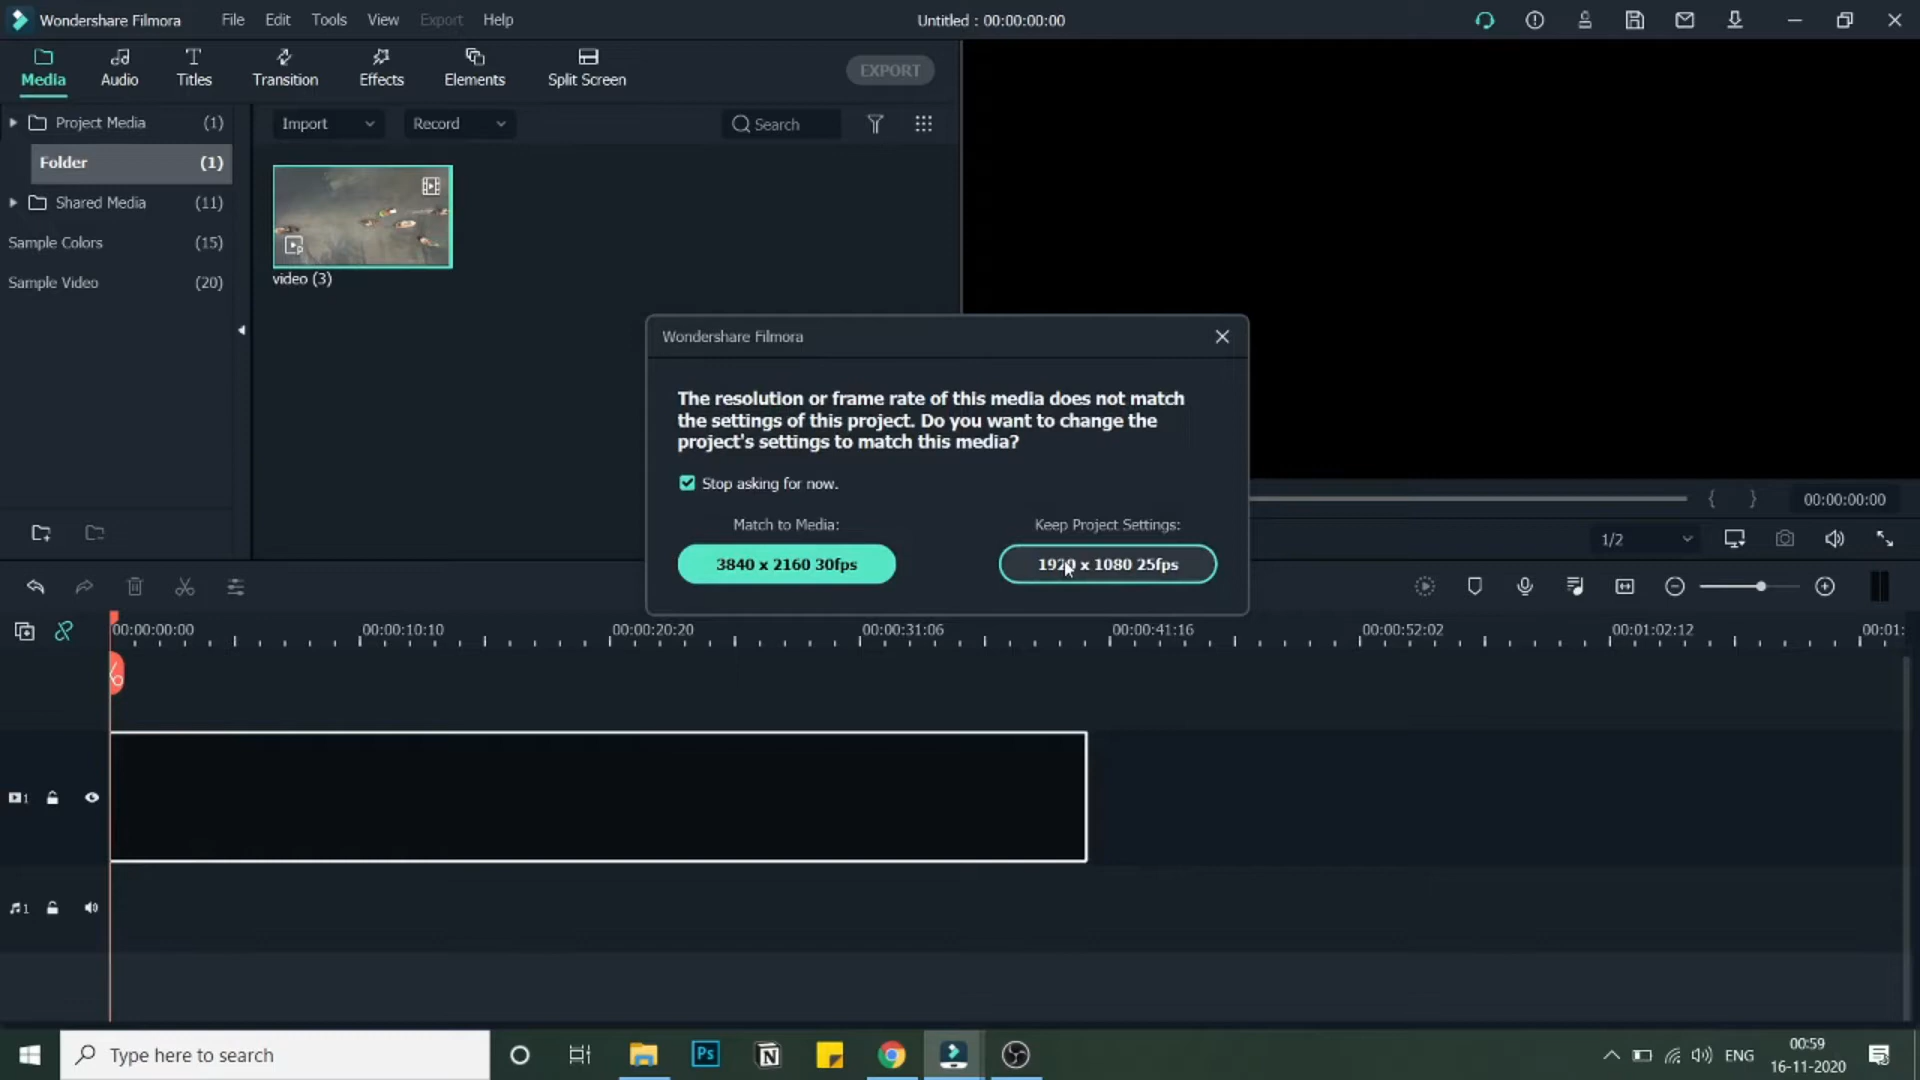 Wondershare Filmora File Edit Tools View Export Help Untitled : 00:00:00:00
Media Audio Titles Transition Effects Elements Split Screen EXPORT
Project Media (1)
Folder (1)
Shared Media (11)
Sample Colors (15)
Sample Video (20)
Import Record Search
video (3)
Wondershare Filmora
The resolution or frame rate of this media does not match
the settings of this project. Do you want to change the
project's settings to match this media?
Stop asking for now.
Match to Media: Keep Project Settings:
3840 x 2160 30fps 1920 x 1080 25fps
00:00:00:00
1/2
00:00:00:00 00:00:10:10 00:00:20:20 00:00:31:06 00:00:41:16 00:00:52:02 00:01:02:12 00:01:
1
1
Type here to search
Ps
ENG
00:59
16-11-2020